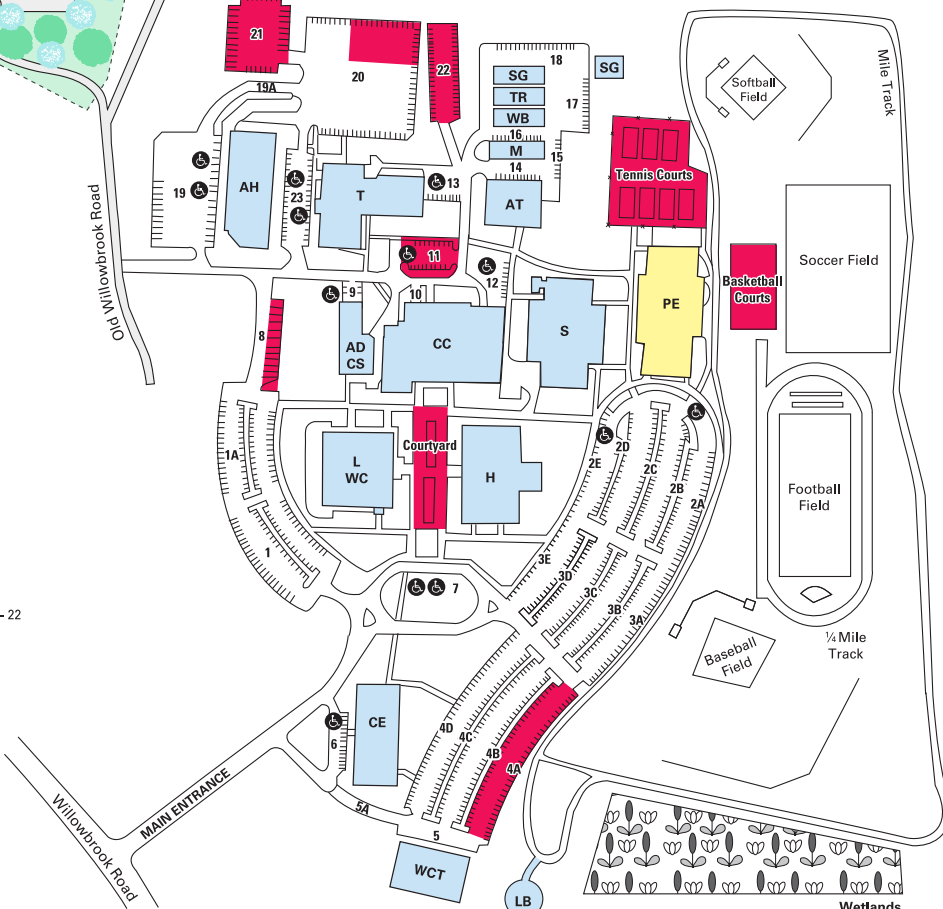 21
20
22
18
SG
SG
TR
17
WB
16
M
15
14
19A
Softball
Field
Mile Track
Tennis Courts
19
AH
23
T
13
AT
Old Willowbrook Road
11
12
Soccer Field
Basketball
Courts
PE
9
10
8
AD
CS
CC
S
1A
L
WC
Courtyard
H
2E
2D
2C
2B
2A
Football
Field
1
3E
3D
3C
3B
3A
7
- 22
Baseball
Field
¼ Mile
Track
CE
6
4D
4C
4B
4A
MAIN ENTRANCE
5A
5
Willowbrook Road
WCT
LB
Wetlands